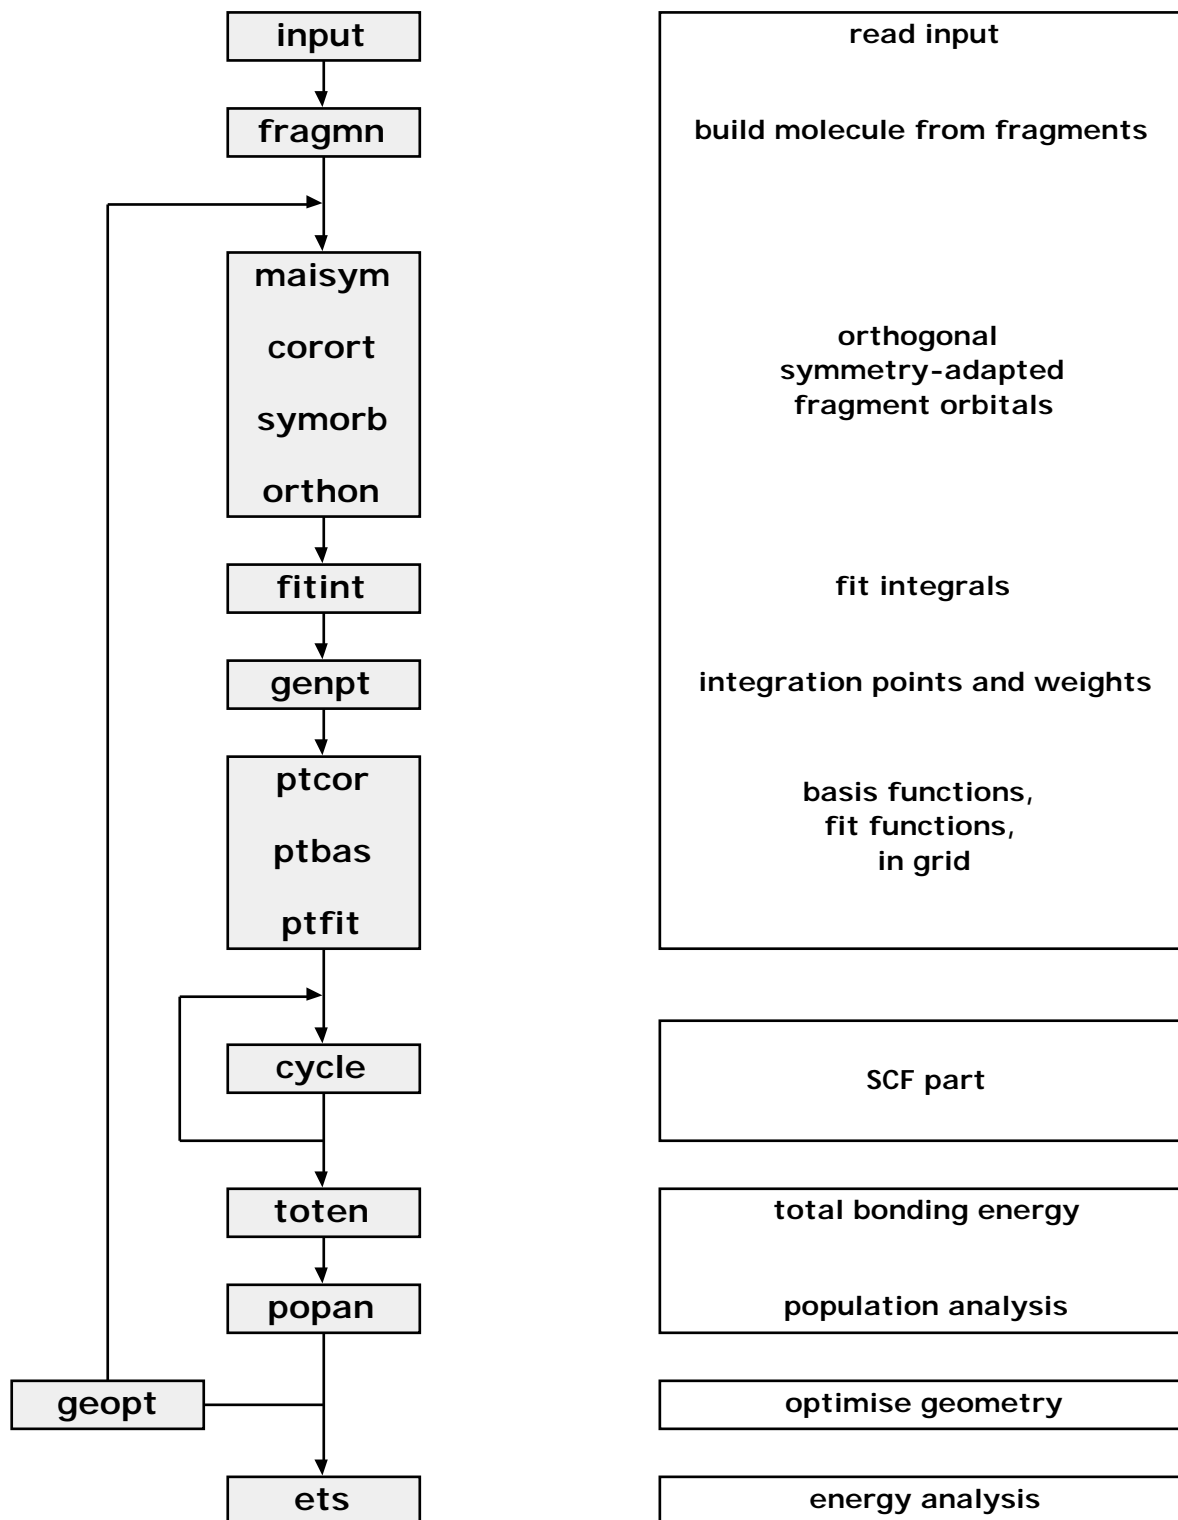 input
read input
fragmn
build molecule from fragments
maisym
corort
symorb
orthon
orthogonal
symmetry-adapted
fragment orbitals
fitint
fit integrals
genpt
integration points and weights
ptcor
ptbas
ptfit
basis functions,
fit functions,
in grid
cycle
SCF part
toten
total bonding energy
popan
population analysis
geopt
optimise geometry
ets
energy analysis